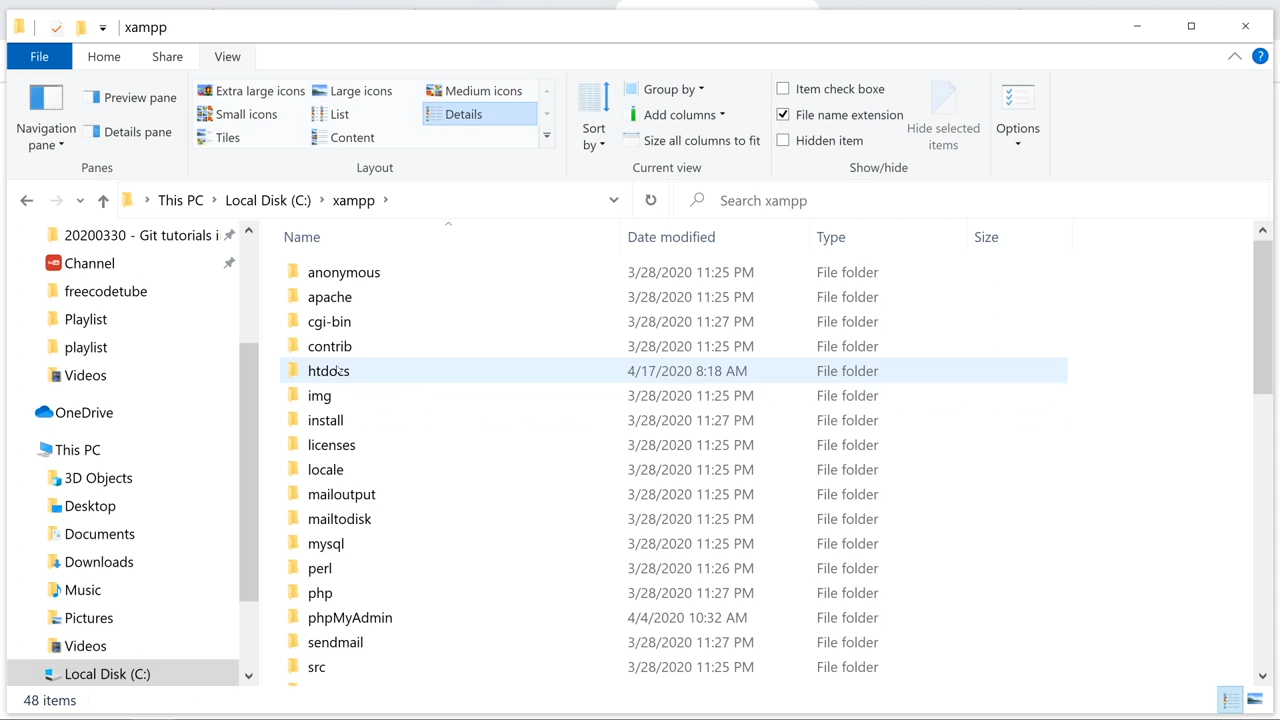 xampp
File Home Share View
Extra large icons Large icons Medium icons
Small icons List Details
Tiles Content
Preview pane
Details pane
Navigation
pane
Panes
Layout
Sort
by
Group by
Add columns
Size all columns to fit
Current view
Item check box
File name extension
Hidden item
Hide selected
items
Show/hide
Options
This PC Local Disk (C:) xampp
Search xampp
20200330 - Git tutorials i
Channel
freecodetube
Playlist
playlist
Videos
OneDrive
This PC
3D Objects
Desktop
Documents
Downloads
Music
Pictures
Videos
Local Disk (C:)
Name Date modified Type Size
anonymous 3/28/2020 11:25 PM File folder
apache 3/28/2020 11:25 PM File folder
cgi-bin 3/28/2020 11:27 PM File folder
contrib 3/28/2020 11:25 PM File folder
htdocs 4/17/2020 8:18 AM File folder
img 3/28/2020 11:25 PM File folder
install 3/28/2020 11:27 PM File folder
licenses 3/28/2020 11:25 PM File folder
locale 3/28/2020 11:25 PM File folder
mailoutput 3/28/2020 11:25 PM File folder
mailtodisk 3/28/2020 11:25 PM File folder
mysql 3/28/2020 11:25 PM File folder
perl 3/28/2020 11:26 PM File folder
php 3/28/2020 11:27 PM File folder
phpMyAdmin 4/4/2020 10:32 AM File folder
sendmail 3/28/2020 11:27 PM File folder
src 3/28/2020 11:25 PM File folder
48 items